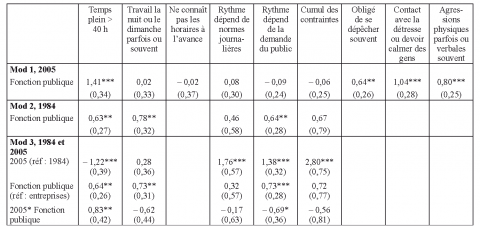 Temps plein > 40 h | Travail la nuit ou le dimanche parfois ou souvent | Ne connaît pas les horaires à l'avance | Rythme dépend de normes journalières | Rythme dépend de la demande du public | Cumul des contraintes | Obligé de se dépêcher souvent | Contact avec la détresse ou devoir calmer des gens | Agressions physiques parfois ou verbales souvent
Mod 1, 2005
Fonction publique 1,41*** 0,02 – 0,02 0,08 – 0,09 – 0,06 0,64** 1,04*** 0,80***
(0,34) (0,33) (0,37) (0,30) (0,24) (0,25) (0,26) (0,28) (0,25)
Mod 2, 1984
Fonction publique 0,63** 0,78** 0,46 0,64** 0,67
(0,27) (0,32) (0,58) (0,28) (0,79)
Mod 3, 1984 et 2005
2005 (réf : 1984) – 1,22*** 0,28 1,76*** 1,38*** 2,80***
(0,39) (0,36) (0,57) (0,32) (0,75)
Fonction publique 0,64** 0,73** 0,32 0,73*** 0,72
(réf : entreprises) (0,26) (0,31) (0,57) (0,28) (0,77)
2005* Fonction publique 0,83** – 0,62 – 0,17 – 0,69* – 0,56
(0,42) (0,44) (0,63) (0,36) (0,81)